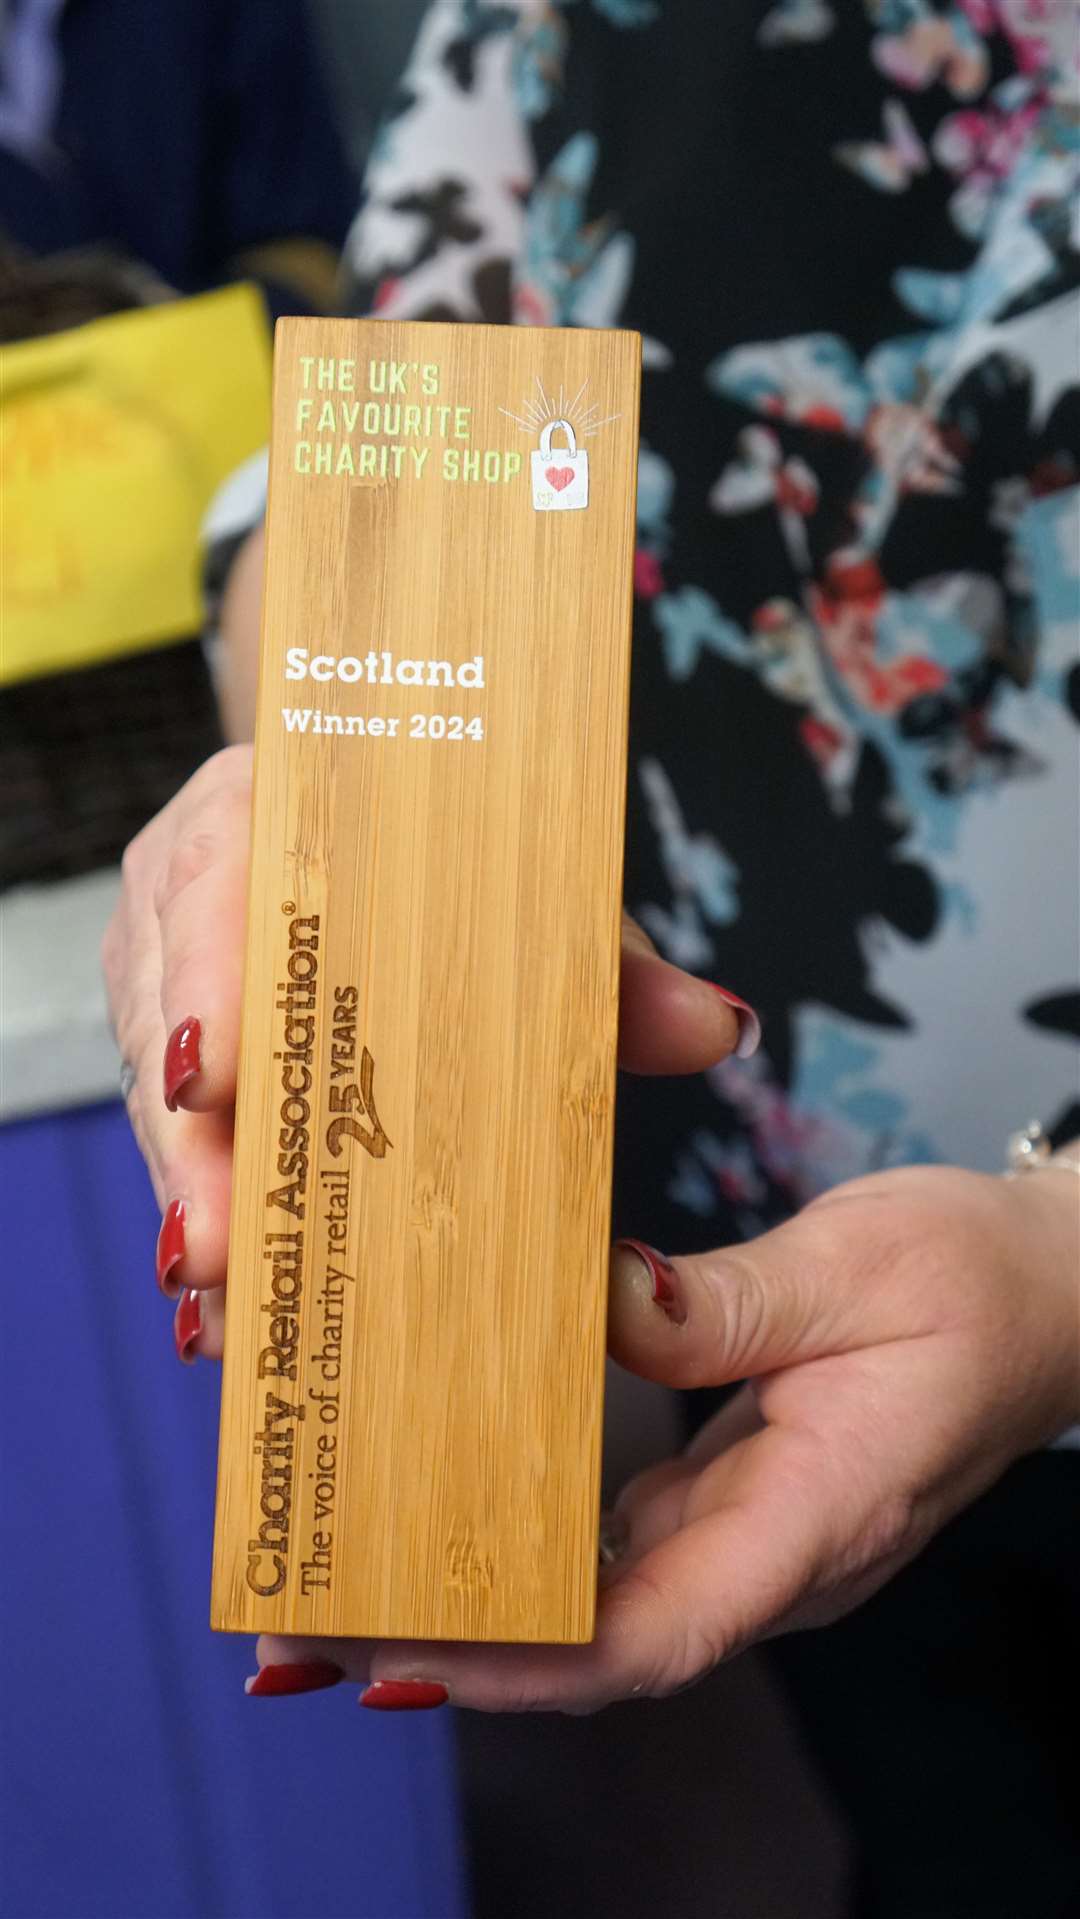 THE UK'S
FAVOURITE
CHARITY SHOP
Scotland
Winner 2024
Charity Retail Association®
The voice of charity retail
25 YEARS